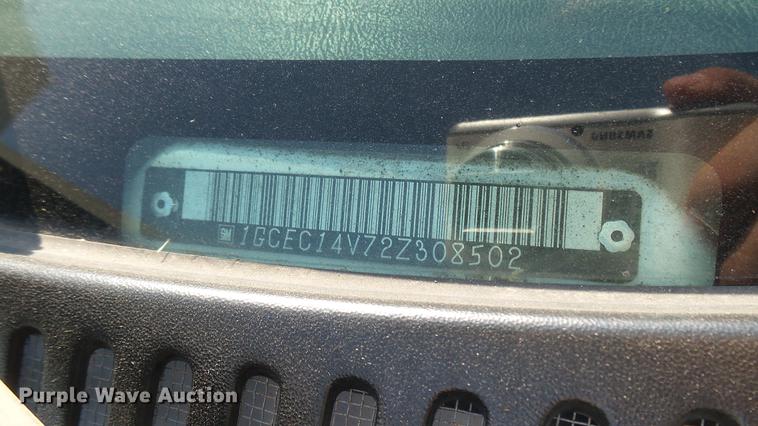 SAMSUNG
GM 1GCEC14V72Z308502
Purple Wave Auction